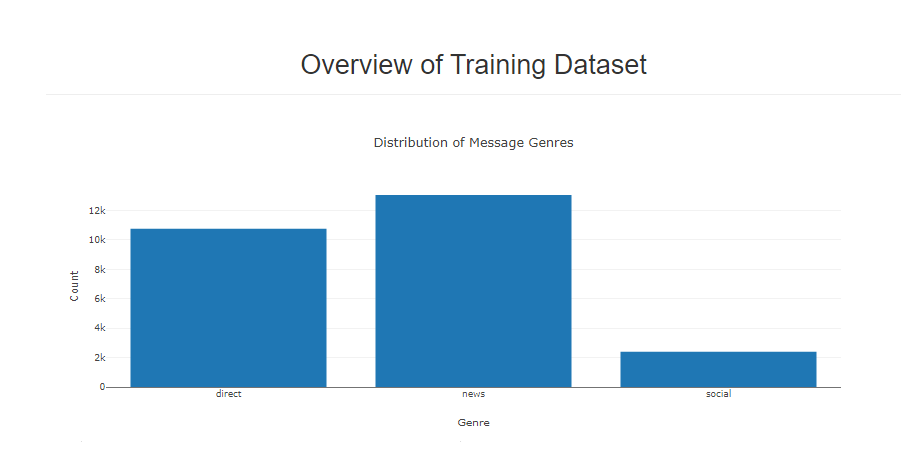 Overview of Training Dataset
Distribution of Message Genres
12k
10k
8k
6k
4k
2k
0
Count
direct
news
social
Genre